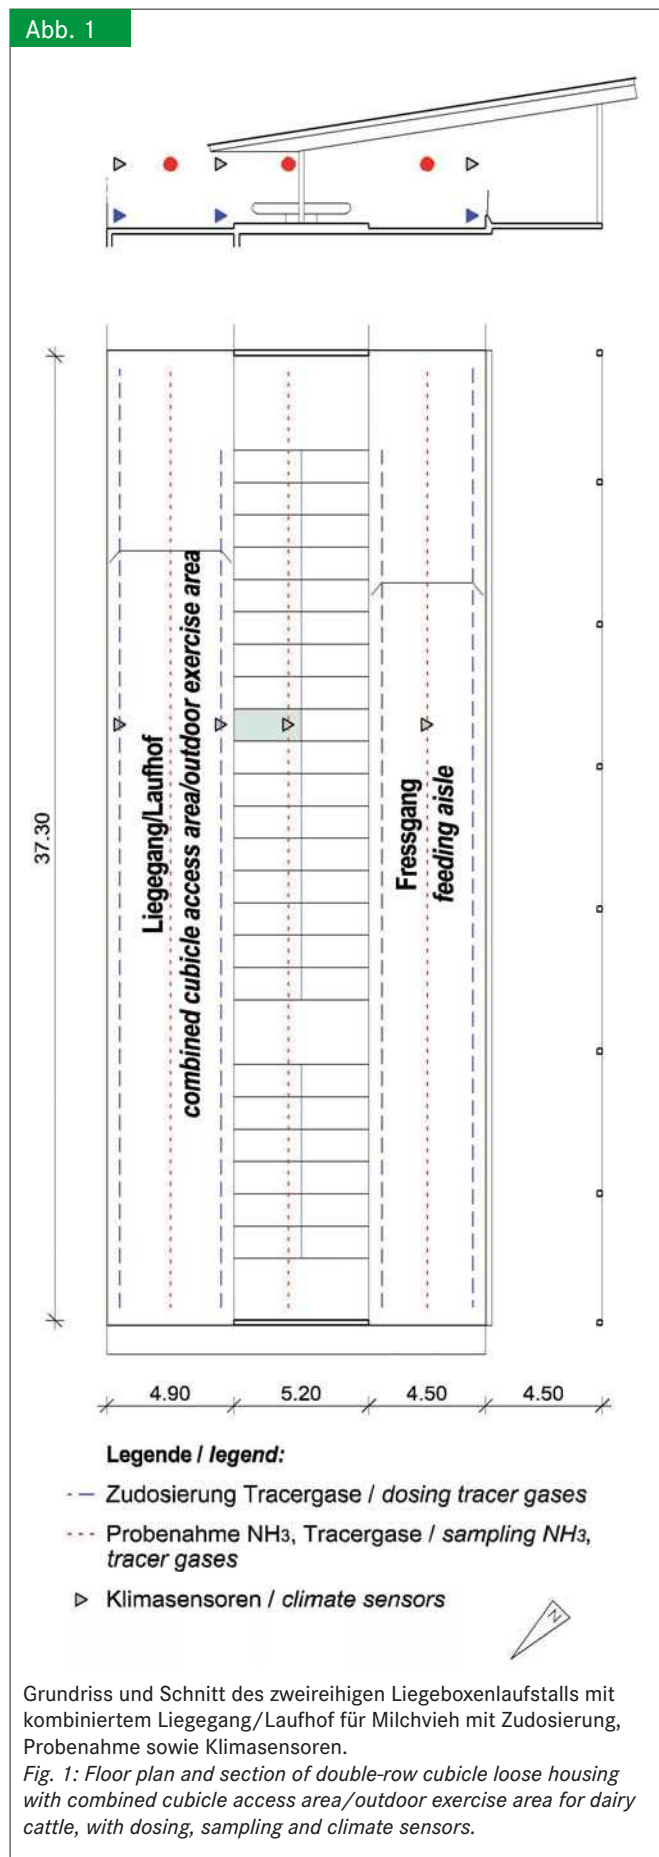 Abb. 1
37.30
Liegegang/Laufhof
combined cubicle access area/outdoor exercise area
Fressgang
feeding aisle
4.90 5.20 4.50 4.50
Legende / legend:
Zudosierung Tracergase / dosing tracer gases
Probenahme NH3, Tracergase / sampling NH3,
tracer gases
Klimasensoren / climate sensors
N
Grundriss und Schnitt des zweireihigen Liegeboxenlaufstalls mit
kombiniertem Liegegang/Laufhof für Milchvieh mit Zudosierung,
Probenahme sowie Klimasensoren.
Fig. 1: Floor plan and section of double-row cubicle loose housing
with combined cubicle access area/outdoor exercise area for dairy
cattle, with dosing, sampling and climate sensors.